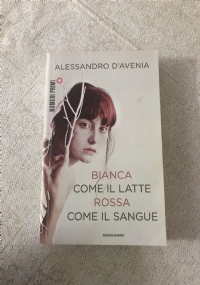 ALESSANDRO D'AVENIA
NUMERI PRIMI
BIANCA
COME IL LATTE
ROSSA
COME IL SANGUE
MONDADORI